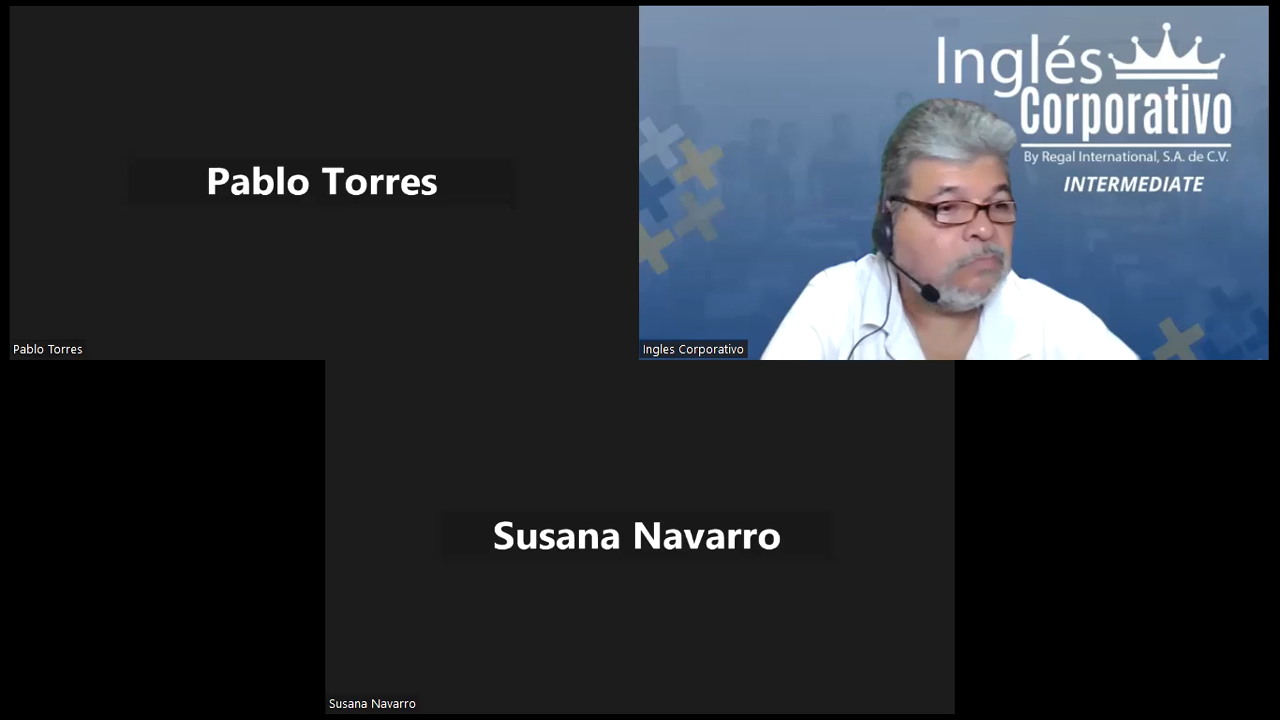 Pablo Torres
Pablo Torres
Inglés
Corporativo
By Regal International, S.A. de C.V.
INTERMEDIATE
Ingles Corporativo
Susana Navarro
Susana Navarro